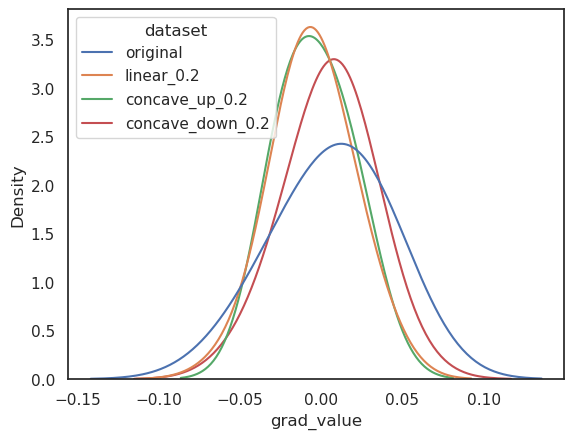 dataset
original
linear_0.2
concave_up_0.2
concave_down_0.2
3.5
3.0
2.5
2.0
1.5
1.0
0.5
0.0
Density
−0.15 −0.10 −0.05 0.00 0.05 0.10
grad_value